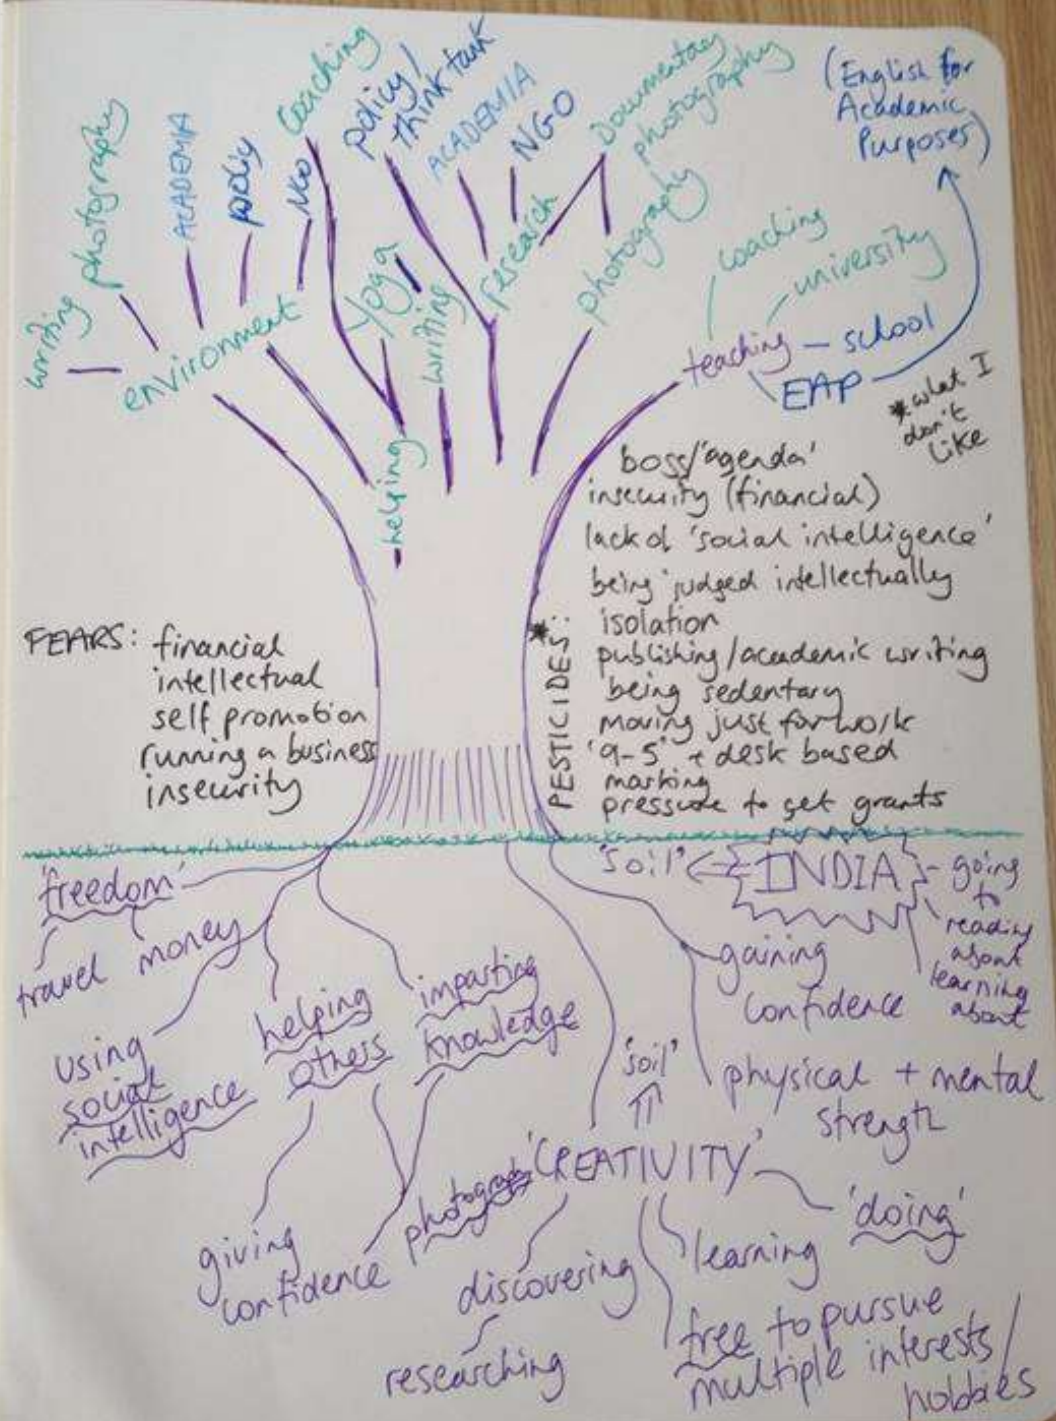 writing
photography
ACADEMIA
policy
NGO
environment
Coaching
Yoga
helping
policy/
think tank
writing
ACADEMIA
NGO
research
Documentary
photography
photography
(English for
Academic
Purposes)
coaching
university
teaching
school
EAP
*what I
don't
like
FEARS: financial
intellectual
self promotion
running a business
insecurity
PESTICIDES: *
boss/'agenda'
insecurity (financial)
lack of 'social intelligence'
being judged intellectually
isolation
publishing/academic writing
being sedentary
moving just for work
'9-5' + desk based
marking
pressure to get grants
'freedom'
travel
money
using
social
intelligence
helping
others
imparting
knowledge
giving
confidence
photography
'soil'
INDIA
going
to
reading
about
learning
about
gaining
confidence
physical + mental
strength
'soil'
'CREATIVITY'
'doing'
learning
discovering
researching
free to pursue
multiple interests/
hobbies